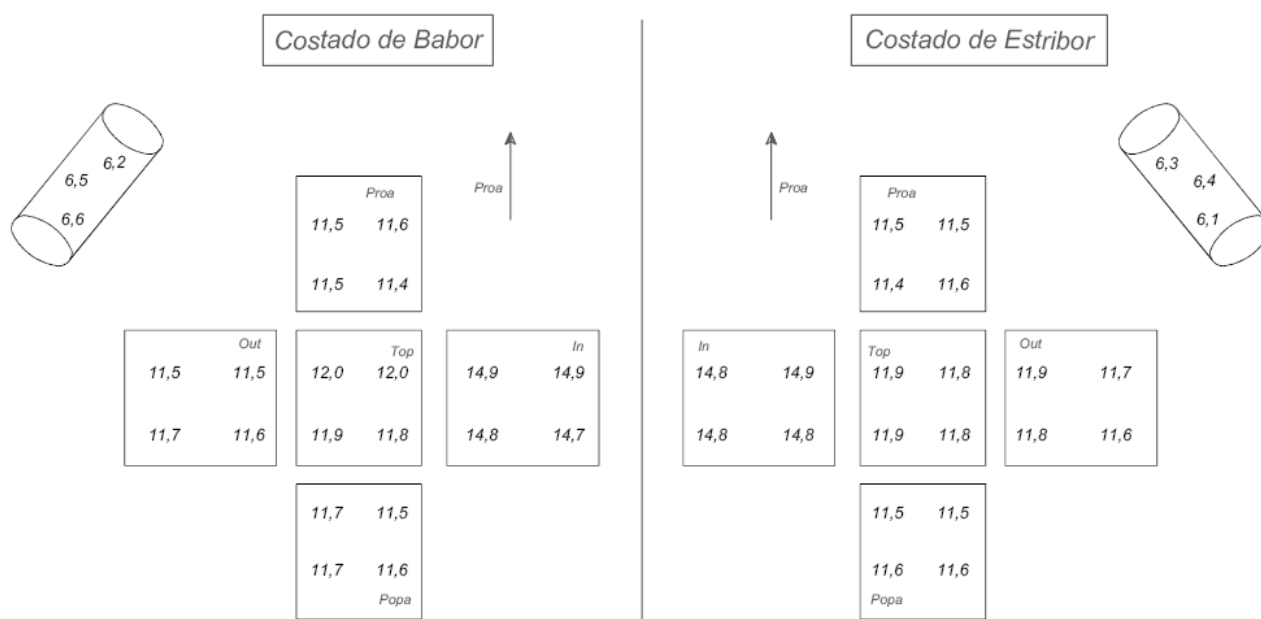 Costado de Babor
Costado de Estribor
6,2
6,5
6,6
Proa
Proa
11,5 11,6
11,5 11,4
Proa
Proa
11,5 11,5
11,4 11,6
6,3
6,4
6,1
Out
11,5 11,5
11,7 11,6
Top
12,0 12,0
11,9 11,8
In
14,9 14,9
14,8 14,7
In
14,8 14,9
14,8 14,8
Top
11,9 11,8
11,9 11,8
Out
11,9 11,7
11,8 11,6
11,7 11,5
11,7 11,6
Popa
11,5 11,5
11,6 11,6
Popa